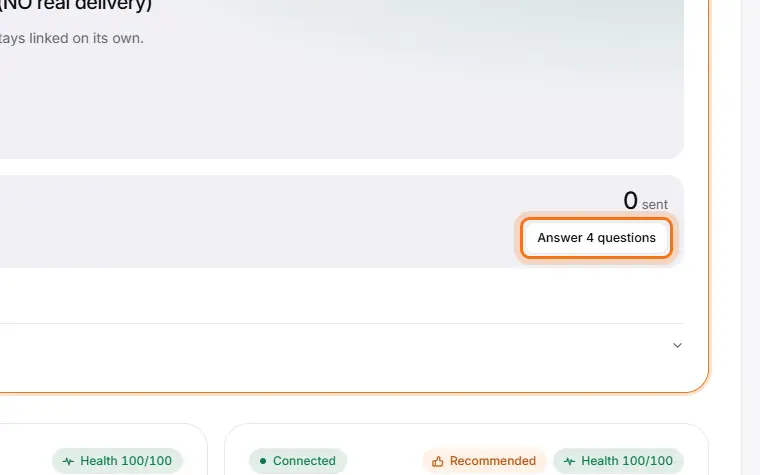 (NO real delivery)
tays linked on its own.
0 sent
Answer 4 questions
Health 100/100
Connected
Recommended
Health 100/100